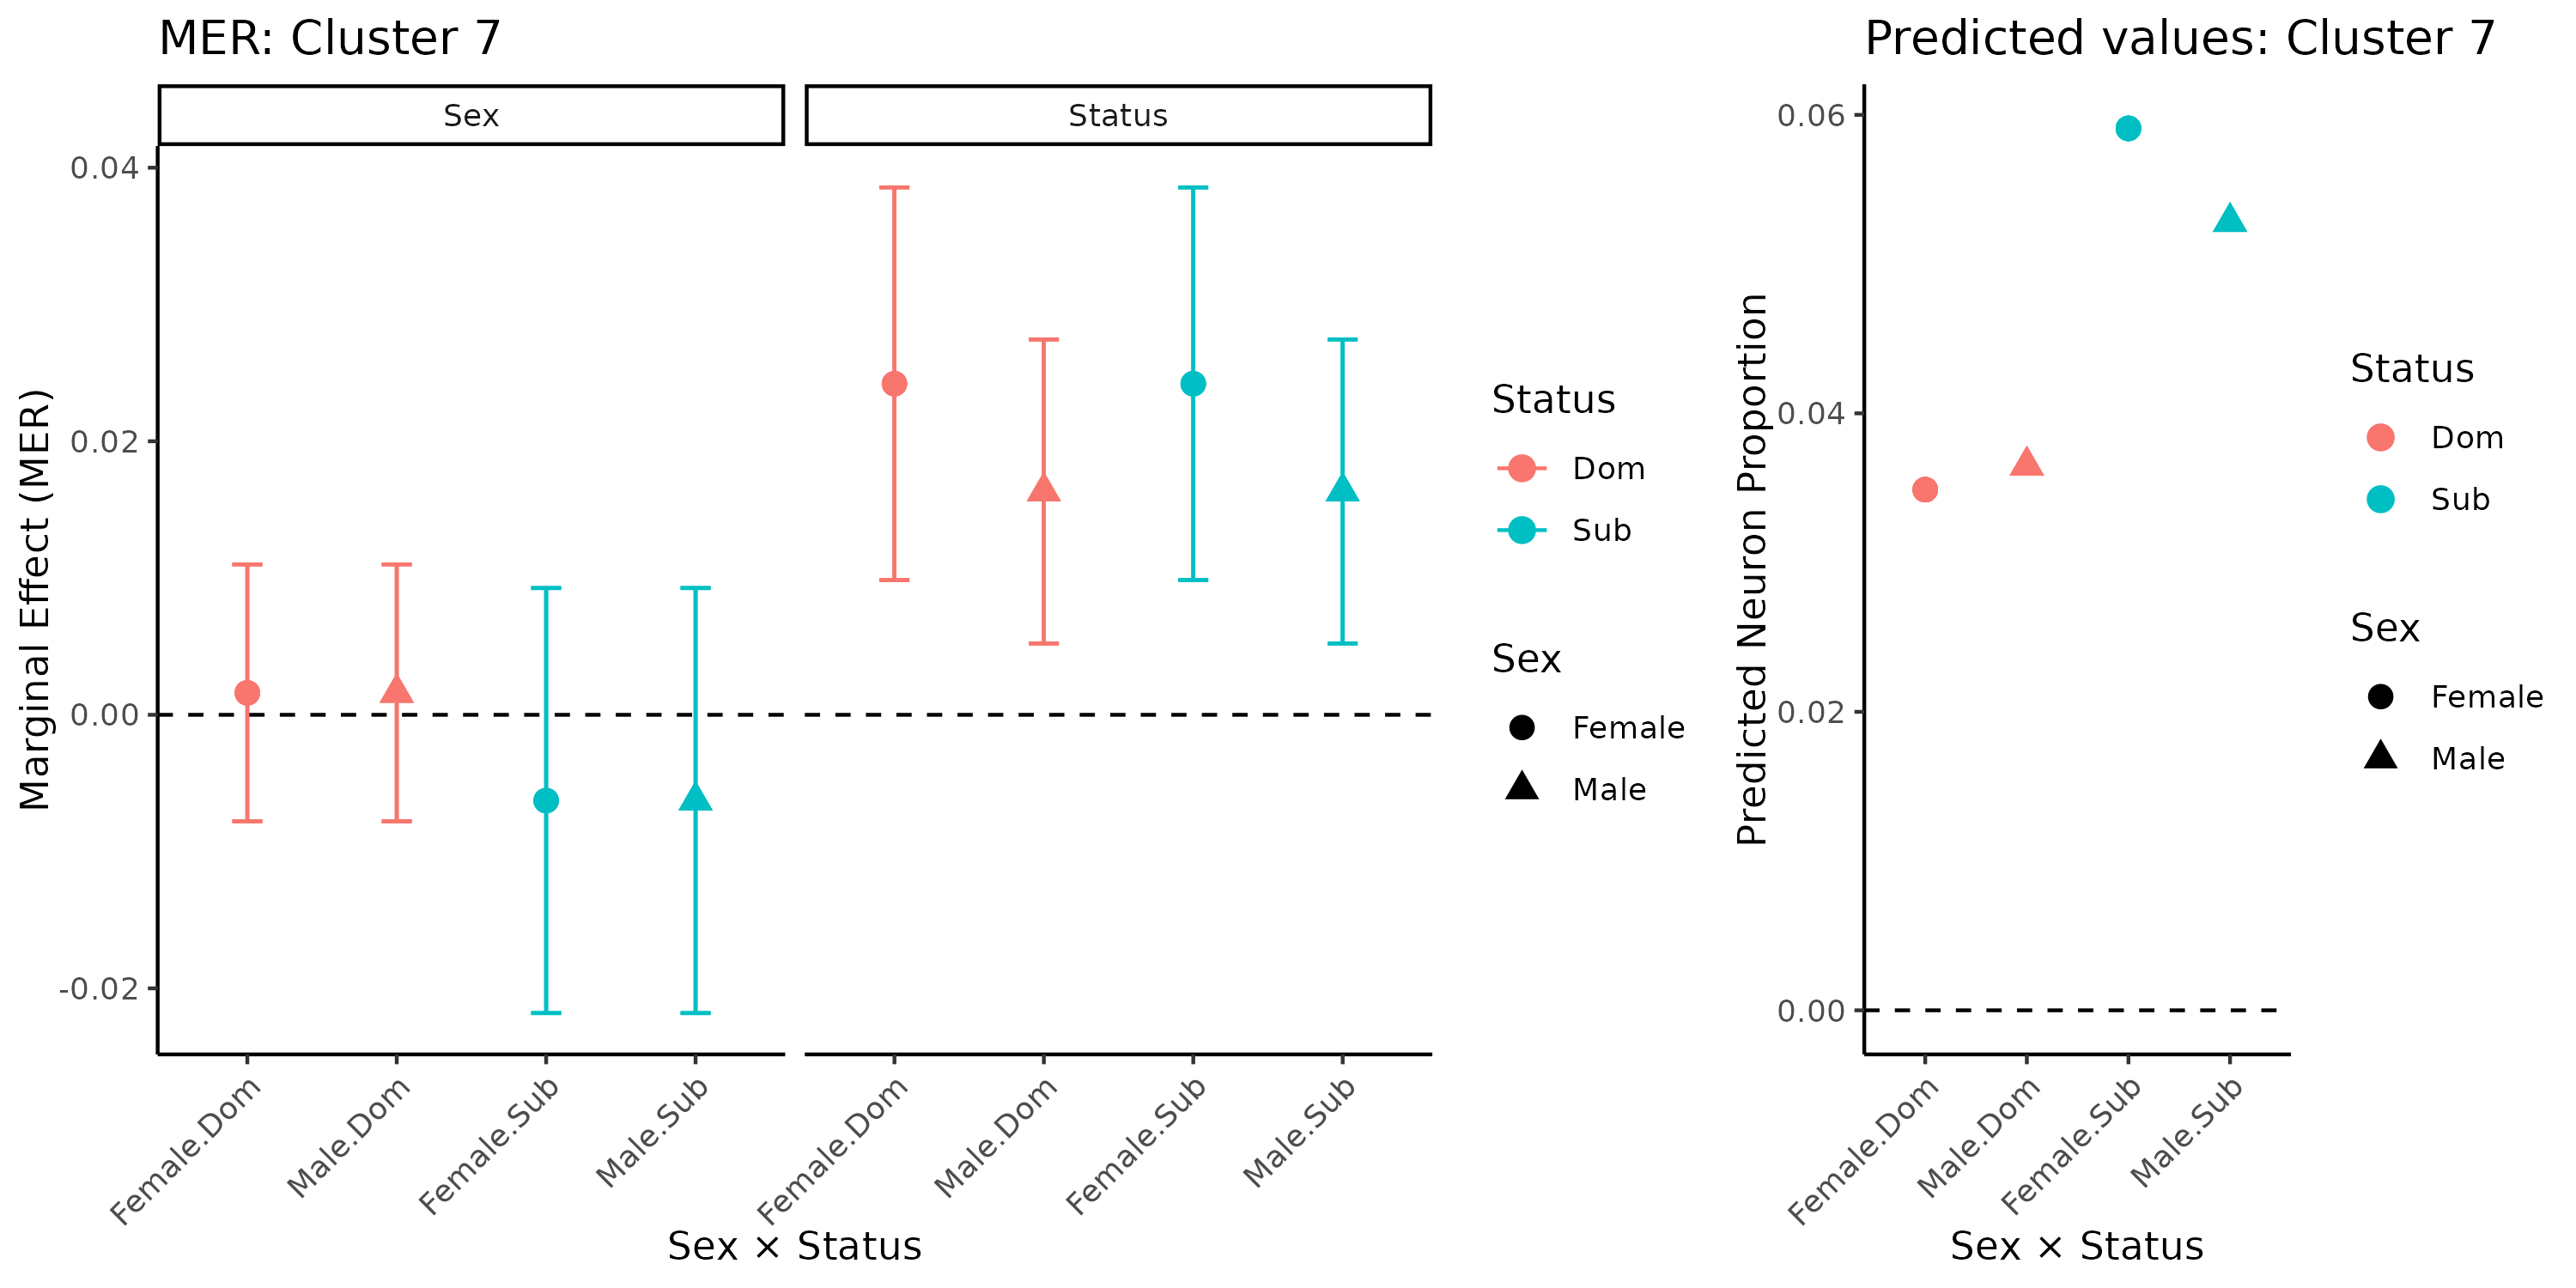 MER: Cluster 7
Sex
Status
Marginal Effect (MER)
0.04
0.02
0.00
-0.02
Female.Dom
Male.Dom
Female.Sub
Male.Sub
Female.Dom
Male.Dom
Female.Sub
Male.Sub
Sex × Status
Status
Dom
Sub
Sex
Female
Male
Predicted values: Cluster 7
Predicted Neuron Proportion
0.06
0.04
0.02
0.00
Female.Dom
Male.Dom
Female.Sub
Male.Sub
Sex × Status
Status
Dom
Sub
Sex
Female
Male